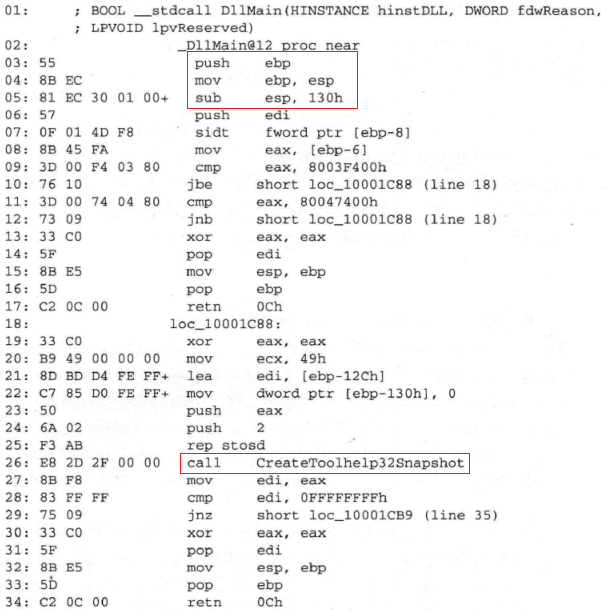 01: ; BOOL __stdcall DllMain(HINSTANCE hinstDLL, DWORD fdwReason,
; LPVOID lpvReserved)
02: _DllMain@12 proc near
03: 55 push ebp
04: 8B EC mov ebp, esp
05: 81 EC 30 01 00+ sub esp, 130h
06: 57 push edi
07: 0F 01 4D F8 sidt fword ptr [ebp-8]
08: 8B 45 FA mov eax, [ebp-6]
09: 3D 00 F4 03 80 cmp eax, 8003F400h
10: 76 10 jbe short loc_10001C88 (line 18)
11: 3D 00 74 04 80 cmp eax, 80047400h
12: 73 09 jnb short loc_10001C88 (line 18)
13: 33 C0 xor eax, eax
14: 5F pop edi
15: 8B E5 mov esp, ebp
16: 5D pop ebp
17: C2 0C 00 retn 0Ch
18: loc_10001C88:
19: 33 C0 xor eax, eax
20: B9 49 00 00 00 mov ecx, 49h
21: 8D BD D4 FE FF+ lea edi, [ebp-12Ch]
22: C7 85 D0 FE FF+ mov dword ptr [ebp-130h], 0
23: 50 push eax
24: 6A 02 push 2
25: F3 AB rep stosd
26: E8 2D 2F 00 00 call CreateToolhelp32Snapshot
27: 8B F8 mov edi, eax
28: 83 FF FF cmp edi, 0FFFFFFFFh
29: 75 09 jnz short loc_10001CB9 (line 35)
30: 33 C0 xor eax, eax
31: 5F pop edi
32: 8B E5 mov esp, ebp
33: 5D pop ebp
34: C2 0C 00 retn 0Ch